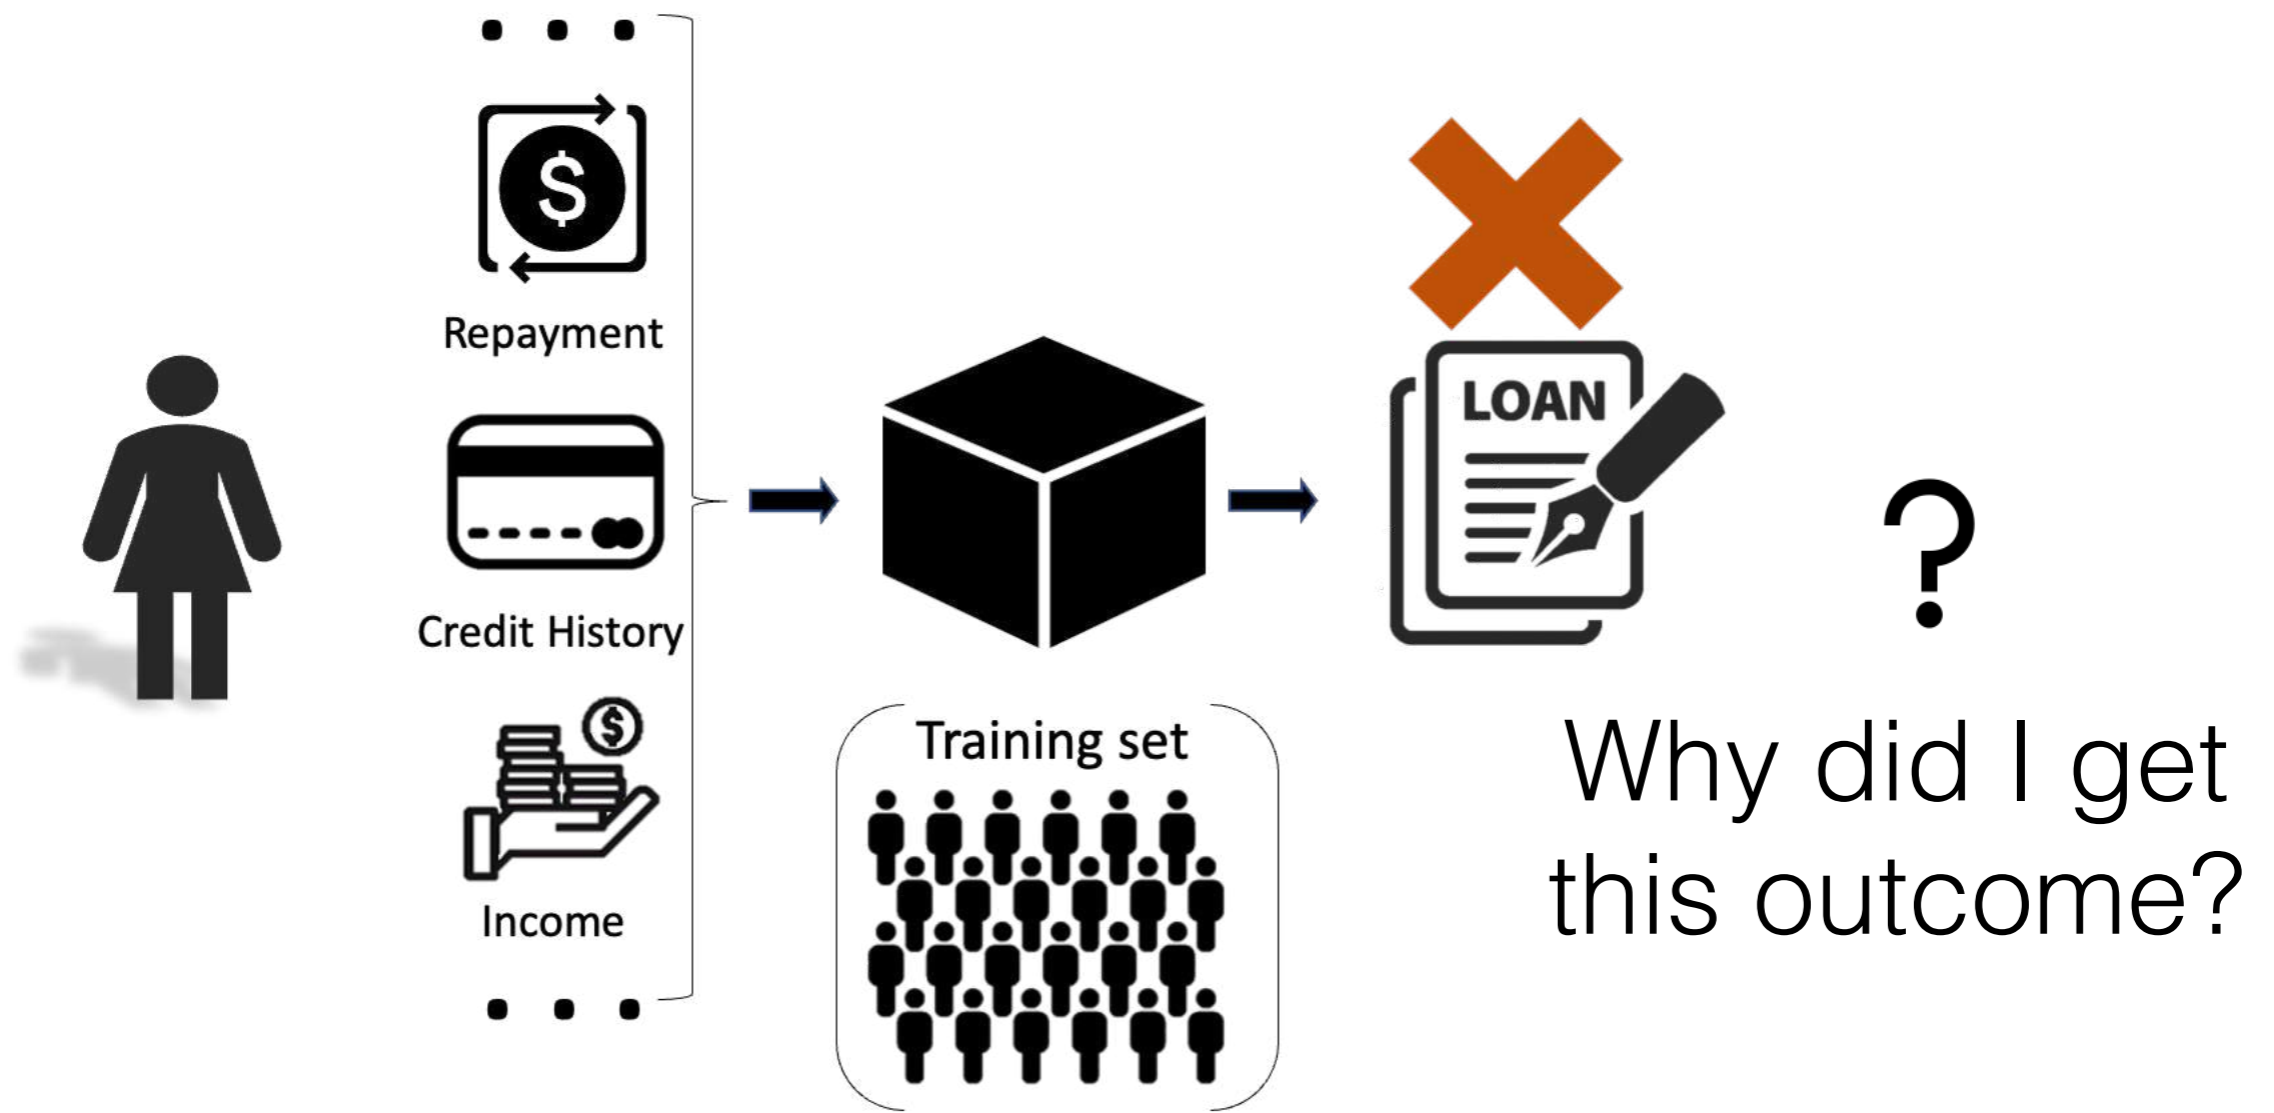 $
Repayment
Credit History
$
Income
LOAN
Training set
?
Why did I get
this outcome?